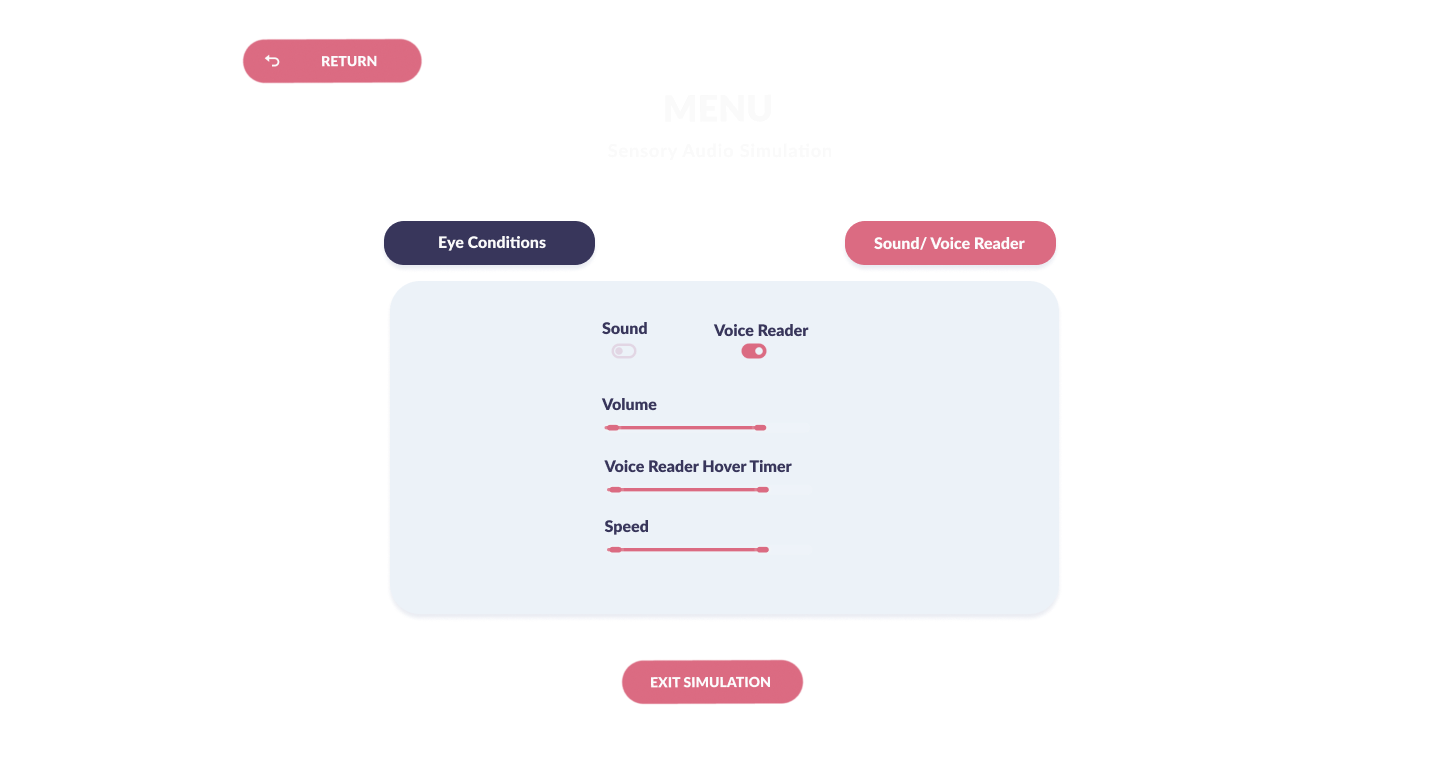 RETURN
MENU
Sensory Audio Simulation
Eye Conditions
Sound/ Voice Reader
Sound
Voice Reader
Volume
Voice Reader Hover Timer
Speed
EXIT SIMULATION